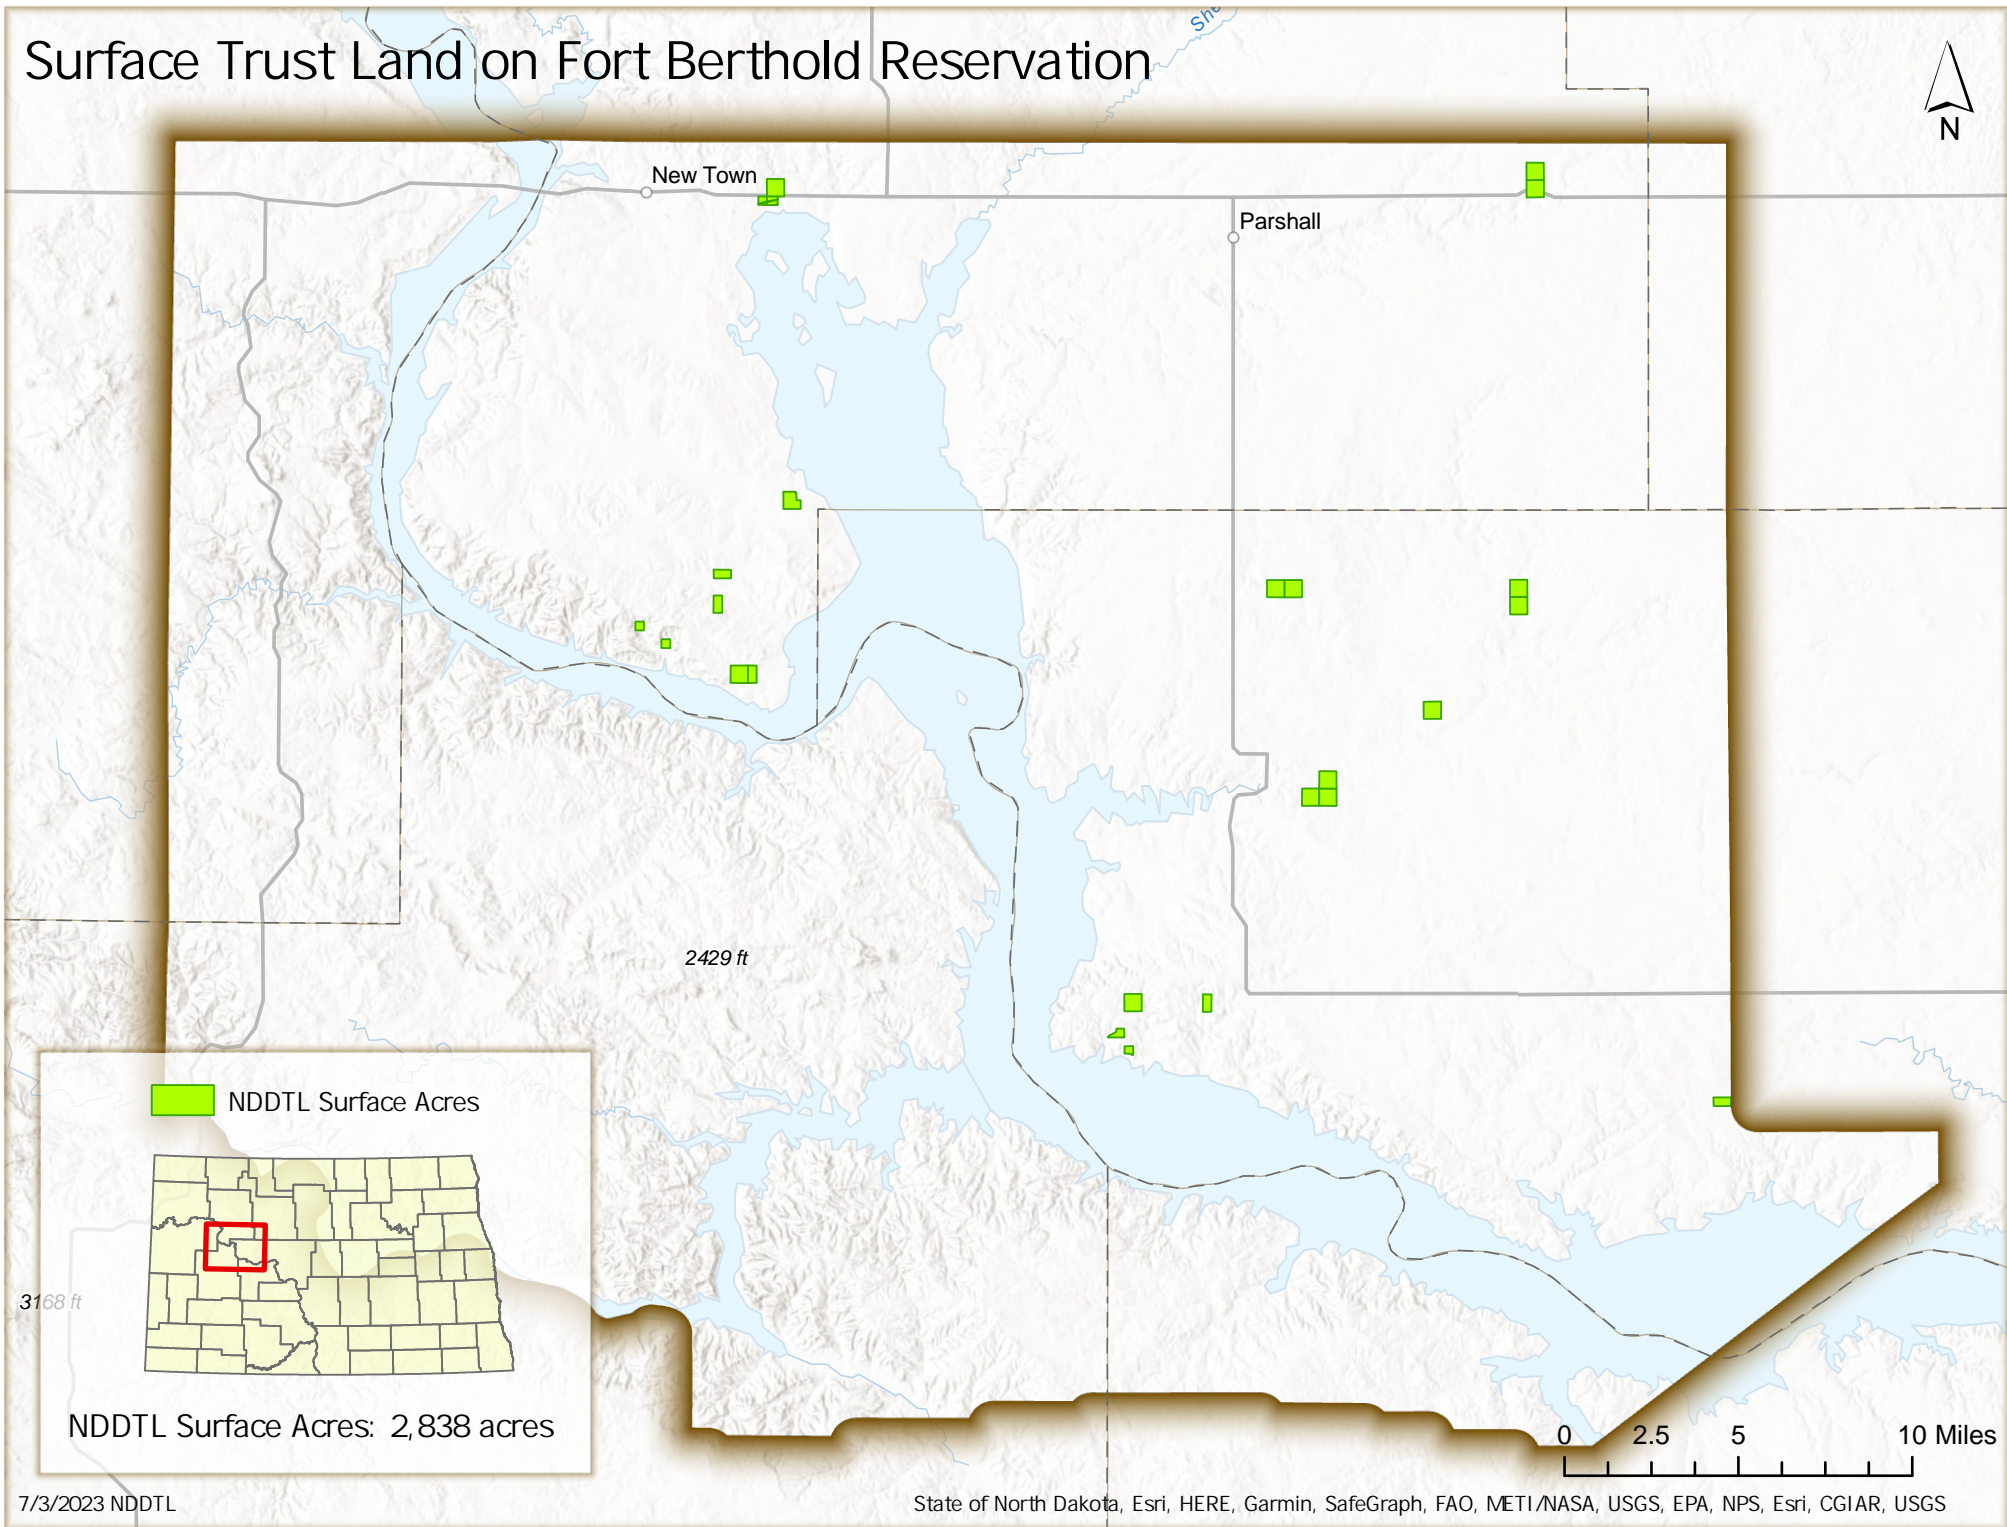 She
Surface Trust Land on Fort Berthold Reservation
N
New Town
Parshall
2429 ft
NDDTL Surface Acres
3168 ft
NDDTL Surface Acres: 2,838 acres
0 2.5 5 10 Miles
7/3/2023 NDDTL
State of North Dakota, Esri, HERE, Garmin, SafeGraph, FAO, METI/NASA, USGS, EPA, NPS, Esri, CGIAR, USGS